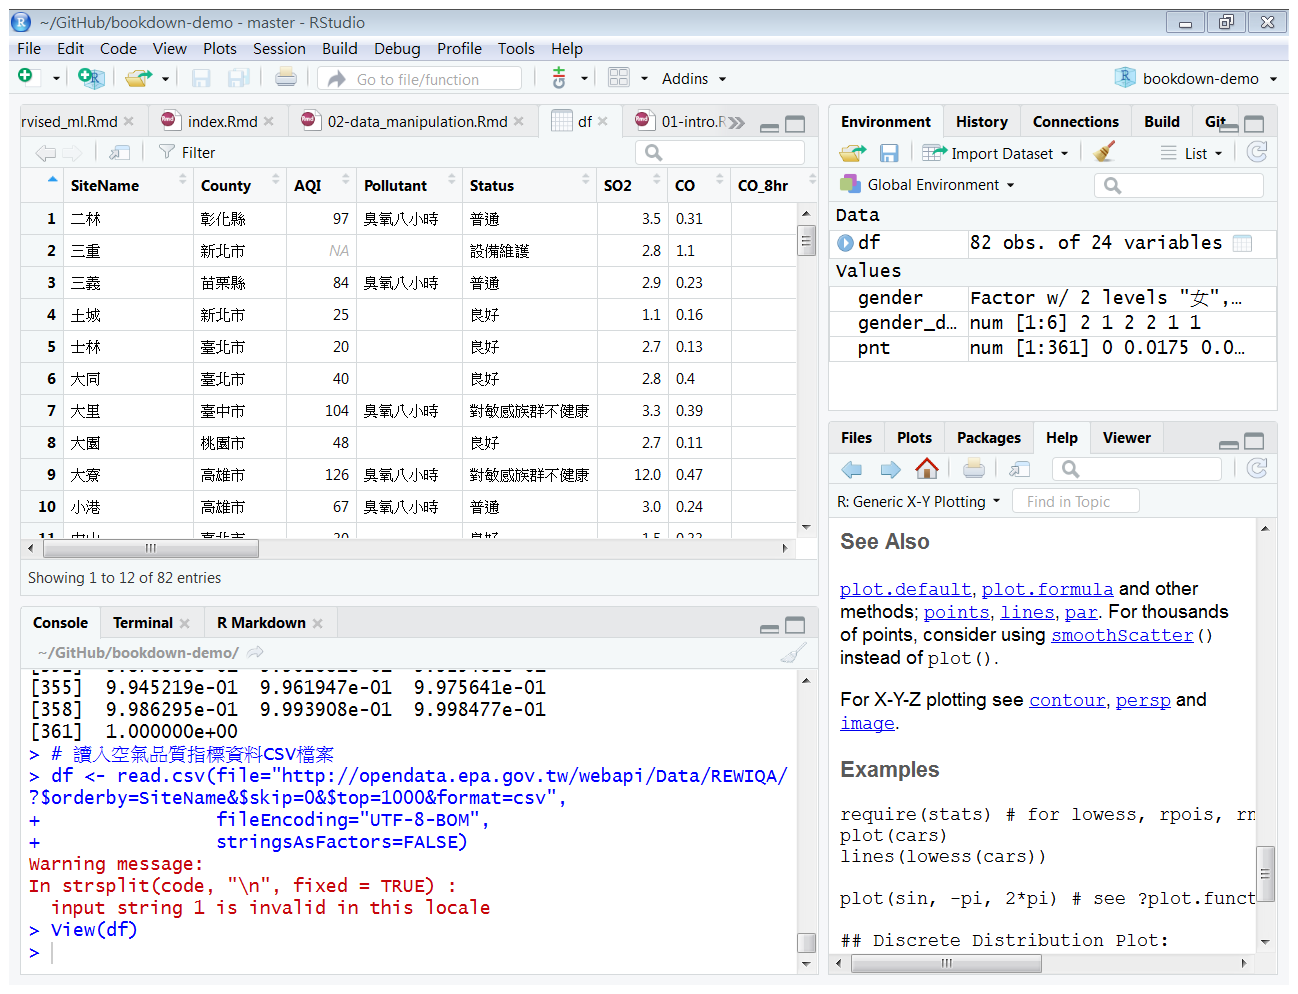 ~/GitHub/bookdown-demo - master - RStudio
File Edit Code View Plots Session Build Debug Profile Tools Help
Go to file/function Addins bookdown-demo
rvised_ml.Rmd index.Rmd 02-data_manipulation.Rmd df 01-intro.R
Filter
SiteName County AQI Pollutant Status SO2 CO CO_8hr
1 二林 彰化縣 97 臭氧八小時 普通 3.5 0.31
2 三重 新北市 NA 設備維護 2.8 1.1
3 三義 苗栗縣 84 臭氧八小時 普通 2.9 0.23
4 土城 新北市 25 良好 1.1 0.16
5 士林 臺北市 20 良好 2.7 0.13
6 大同 臺北市 40 良好 2.8 0.4
7 大里 臺中市 104 臭氧八小時 對敏感族群不健康 3.3 0.39
8 大園 桃園市 48 良好 2.7 0.11
9 大寮 高雄市 126 臭氧八小時 對敏感族群不健康 12.0 0.47
10 小港 高雄市 67 臭氧八小時 普通 3.0 0.24
Showing 1 to 12 of 82 entries
Console Terminal R Markdown
~/GitHub/bookdown-demo/
[355] 9.945219e-01 9.961947e-01 9.975641e-01
[358] 9.986295e-01 9.993908e-01 9.998477e-01
[361] 1.000000e+00
> # 讀入空氣品質指標資料CSV檔案
> df <- read.csv(file="http://opendata.epa.gov.tw/webapi/Data/REWIQA/
?$orderby=SiteName&$skip=0&$top=1000&format=csv",
+ fileEncoding="UTF-8-BOM",
+ stringsAsFactors=FALSE)
Warning message:
In strsplit(code, "\n", fixed = TRUE) :
input string 1 is invalid in this locale
> View(df)
>
Environment History Connections Build Git
Import Dataset List
Global Environment
Data
df 82 obs. of 24 variables
Values
gender Factor w/ 2 levels "女",…
gender_d… num [1:6] 2 1 2 2 1 1
pnt num [1:361] 0 0.0175 0.0…
Files Plots Packages Help Viewer
R: Generic X-Y Plotting Find in Topic
See Also
plot.default, plot.formula and other
methods; points, lines, par. For thousands
of points, consider using smoothScatter()
instead of plot().
For X-Y-Z plotting see contour, persp and
image.
Examples
require(stats) # for lowess, rpois, rn
plot(cars)
lines(lowess(cars))
plot(sin, -pi, 2*pi) # see ?plot.funct
## Discrete Distribution Plot: